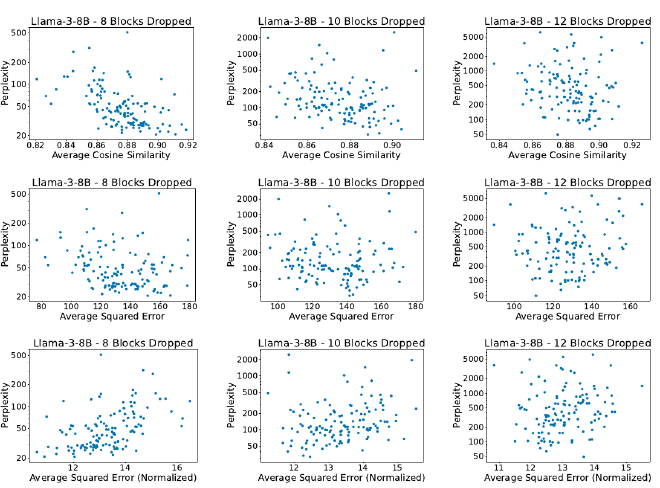 Llama-3-8B - 8 Blocks Dropped
Perplexity
500
200
100
50
20
0.82 0.84 0.86 0.88 0.90 0.92
Average Cosine Similarity
Llama-3-8B - 10 Blocks Dropped
Perplexity
2000
1000
500
200
100
50
0.84 0.86 0.88 0.90
Average Cosine Similarity
Llama-3-8B - 12 Blocks Dropped
Perplexity
5000
2000
1000
500
200
100
50
0.84 0.86 0.88 0.90 0.92
Average Cosine Similarity
Llama-3-8B - 8 Blocks Dropped
Perplexity
500
200
100
50
20
80 100 120 140 160 180
Average Squared Error
Llama-3-8B - 10 Blocks Dropped
Perplexity
2000
1000
500
200
100
50
100 120 140 160 180
Average Squared Error
Llama-3-8B - 12 Blocks Dropped
Perplexity
5000
2000
1000
500
200
100
50
100 120 140 160
Average Squared Error
Llama-3-8B - 8 Blocks Dropped
Perplexity
500
200
100
50
20
12 14 16
Average Squared Error (Normalized)
Llama-3-8B - 10 Blocks Dropped
Perplexity
2000
1000
500
200
100
50
12 13 14 15
Average Squared Error (Normalized)
Llama-3-8B - 12 Blocks Dropped
Perplexity
5000
2000
1000
500
200
100
50
11 12 13 14 15
Average Squared Error (Normalized)